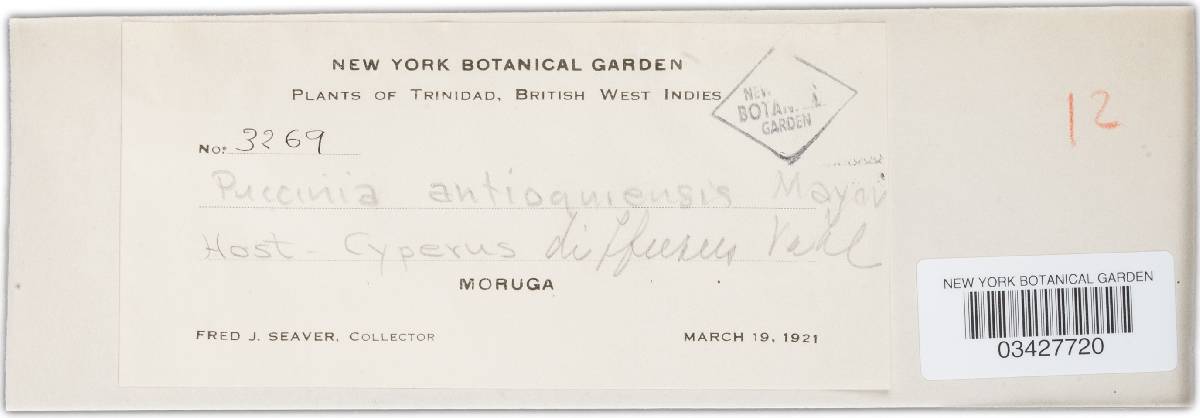 NEW YORK BOTANICAL GARDEN
PLANTS OF TRINIDAD, BRITISH WEST INDIES
NEW
BOTAN
GARDEN
No: 3269
Puccinia antioquiensis Mayor
Host - Cyperus diffusus Vahl
MORUGA
FRED J. SEAVER, COLLECTOR MARCH 19, 1921
12
NEW YORK BOTANICAL GARDEN
03427720